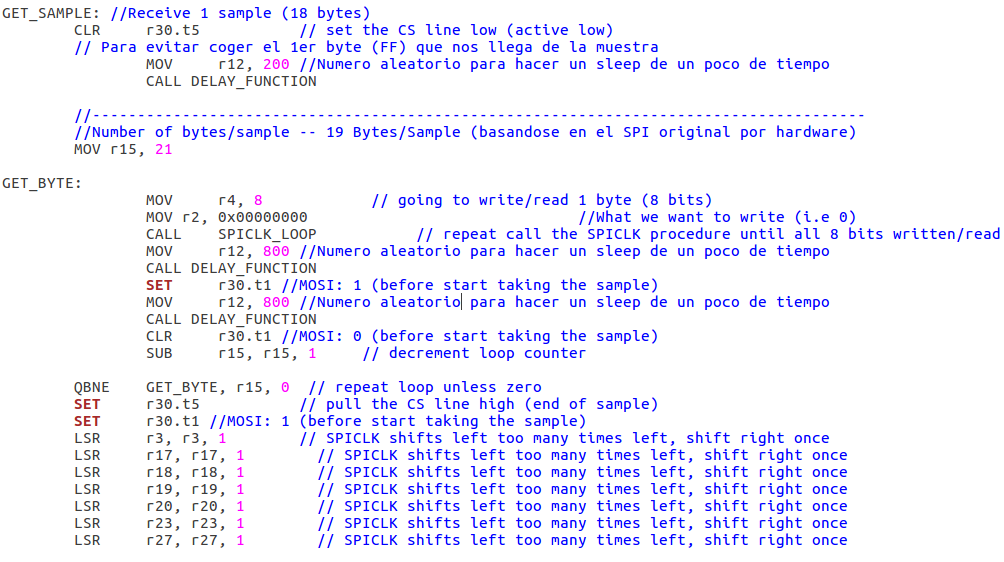 GET_SAMPLE: //Receive 1 sample (18 bytes)
CLR r30.t5 // set the CS line low (active low)
// Para evitar coger el 1er byte (FF) que nos llega de la muestra
MOV r12, 200 //Numero aleatorio para hacer un sleep de un poco de tiempo
CALL DELAY_FUNCTION
//--------------------------------------------------------------------------------------
//Number of bytes/sample -- 19 Bytes/Sample (basandose en el SPI original por hardware)
MOV r15, 21
GET_BYTE:
MOV r4, 8 // going to write/read 1 byte (8 bits)
MOV r2, 0x00000000 //What we want to write (i.e 0)
CALL SPICLK_LOOP // repeat call the SPICLK procedure until all 8 bits written/read
MOV r12, 800 //Numero aleatorio para hacer un sleep de un poco de tiempo
CALL DELAY_FUNCTION
SET r30.t1 //MOSI: 1 (before start taking the sample)
MOV r12, 800 //Numero aleatorio para hacer un sleep de un poco de tiempo
CALL DELAY_FUNCTION
CLR r30.t1 //MOSI: 0 (before start taking the sample)
SUB r15, r15, 1 // decrement loop counter
QBNE GET_BYTE, r15, 0 // repeat loop unless zero
SET r30.t5 // pull the CS line high (end of sample)
SET r30.t1 //MOSI: 1 (before start taking the sample)
LSR r3, r3, 1 // SPICLK shifts left too many times left, shift right once
LSR r17, r17, 1 // SPICLK shifts left too many times left, shift right once
LSR r18, r18, 1 // SPICLK shifts left too many times left, shift right once
LSR r19, r19, 1 // SPICLK shifts left too many times left, shift right once
LSR r20, r20, 1 // SPICLK shifts left too many times left, shift right once
LSR r23, r23, 1 // SPICLK shifts left too many times left, shift right once
LSR r27, r27, 1 // SPICLK shifts left too many times left, shift right once